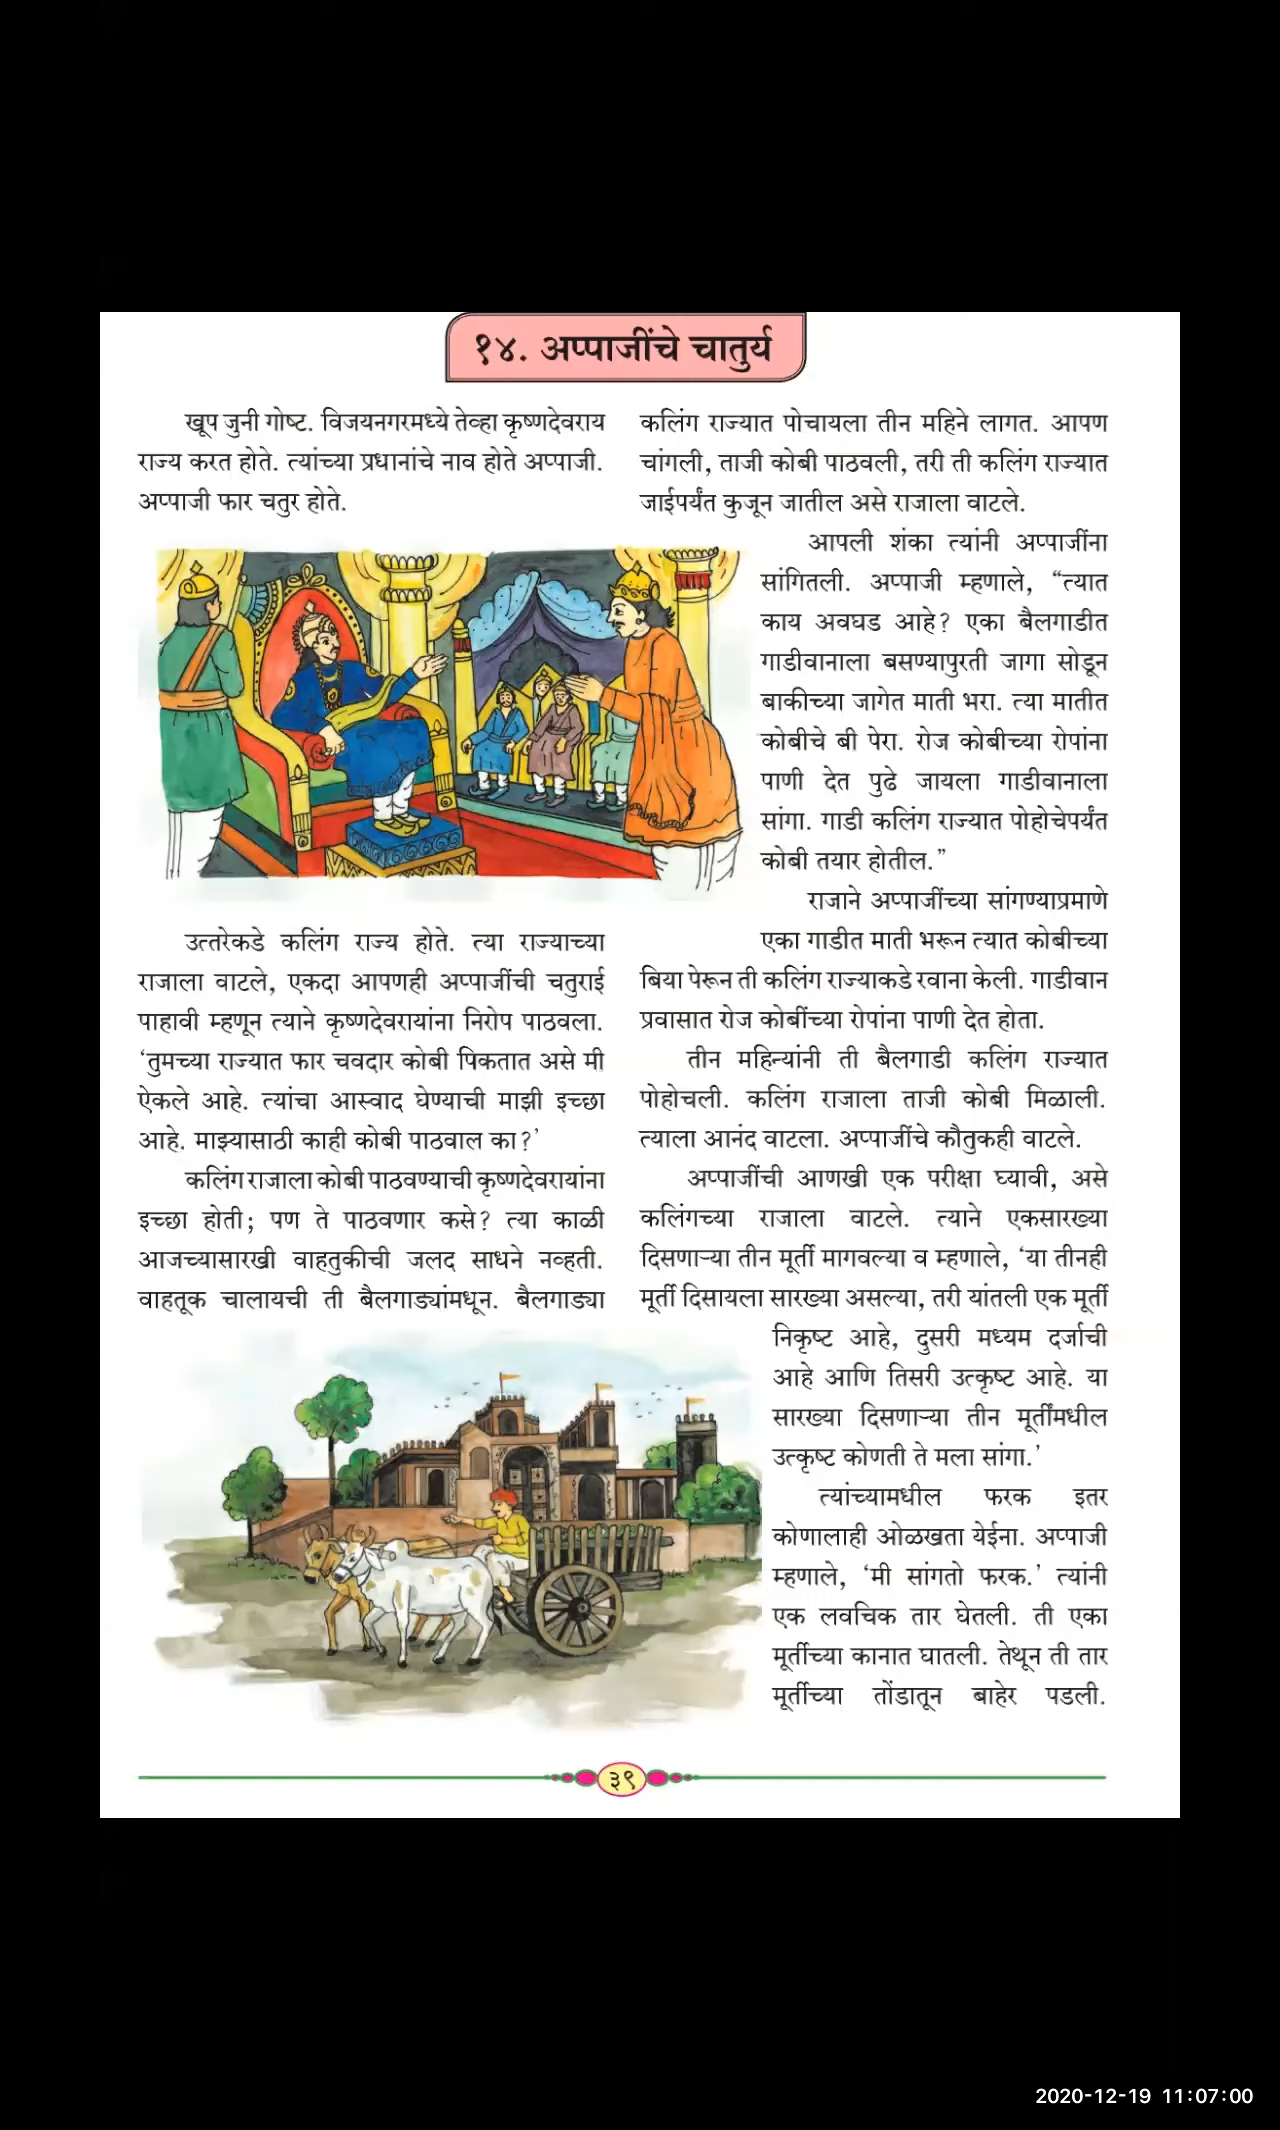 १४. अप्पाजींचे चातुर्य
खूप जुनी गोष्ट. विजयनगरमध्ये तेव्हा कृष्णदेवराय
राज्य करत होते. त्यांच्या प्रधानांचे नाव होते अप्पाजी.
अप्पाजी फार चतुर होते.
उत्तरेकडे कलिंग राज्य होते. त्या राज्याच्या
राजाला वाटले, एकदा आपणही अप्पाजींची चतुराई
पाहावी म्हणून त्याने कृष्णदेवरायांना निरोप पाठवला.
‘तुमच्या राज्यात फार चवदार कोबी पिकतात असे मी
ऐकले आहे. त्यांचा आस्वाद घेण्याची माझी इच्छा
आहे. माझ्यासाठी काही कोबी पाठवाल का?’
कलिंग राजाला कोबी पाठवण्याची कृष्णदेवरायांना
इच्छा होती; पण ते पाठवणार कसे? त्या काळी
आजच्यासारखी वाहतुकीची जलद साधने नव्हती.
वाहतूक चालायची ती बैलगाड्यांमधून. बैलगाड्या
कलिंग राज्यात पोचायला तीन महिने लागत. आपण
चांगली, ताजी कोबी पाठवली, तरी ती कलिंग राज्यात
जाईपर्यंत कुजून जातील असे राजाला वाटले.
आपली शंका त्यांनी अप्पाजींना
सांगितली. अप्पाजी म्हणाले, “त्यात
काय अवघड आहे? एका बैलगाडीत
गाडीवानाला बसण्यापुरती जागा सोडून
बाकीच्या जागेत माती भरा. त्या मातीत
कोबीचे बी पेरा. रोज कोबीच्या रोपांना
पाणी देत पुढे जायला गाडीवानाला
सांगा. गाडी कलिंग राज्यात पोहोचेपर्यंत
कोबी तयार होतील.”
राजाने अप्पाजींच्या सांगण्याप्रमाणे
एका गाडीत माती भरून त्यात कोबीच्या
बिया पेरून ती कलिंग राज्याकडे रवाना केली. गाडीवान
प्रवासात रोज कोबींच्या रोपांना पाणी देत होता.
तीन महिन्यांनी ती बैलगाडी कलिंग राज्यात
पोहोचली. कलिंग राजाला ताजी कोबी मिळाली.
त्याला आनंद वाटला. अप्पाजींचे कौतुकही वाटले.
अप्पाजींची आणखी एक परीक्षा घ्यावी, असे
कलिंगच्या राजाला वाटले. त्याने एकसारख्या
दिसणाऱ्या तीन मूर्ती मागवल्या व म्हणाले, ‘या तीनही
मूर्ती दिसायला सारख्या असल्या, तरी यांतली एक मूर्ती
निकृष्ट आहे, दुसरी मध्यम दर्जाची
आहे आणि तिसरी उत्कृष्ट आहे. या
सारख्या दिसणाऱ्या तीन मूर्तींमधील
उत्कृष्ट कोणती ते मला सांगा.’
त्यांच्यामधील फरक इतर
कोणालाही ओळखता येईना. अप्पाजी
म्हणाले, ‘मी सांगतो फरक.’ त्यांनी
एक लवचिक तार घेतली. ती एका
मूर्तीच्या कानात घातली. तेथून ती तार
मूर्तीच्या तोंडातून बाहेर पडली.
३९
2020-12-19 11:07:00